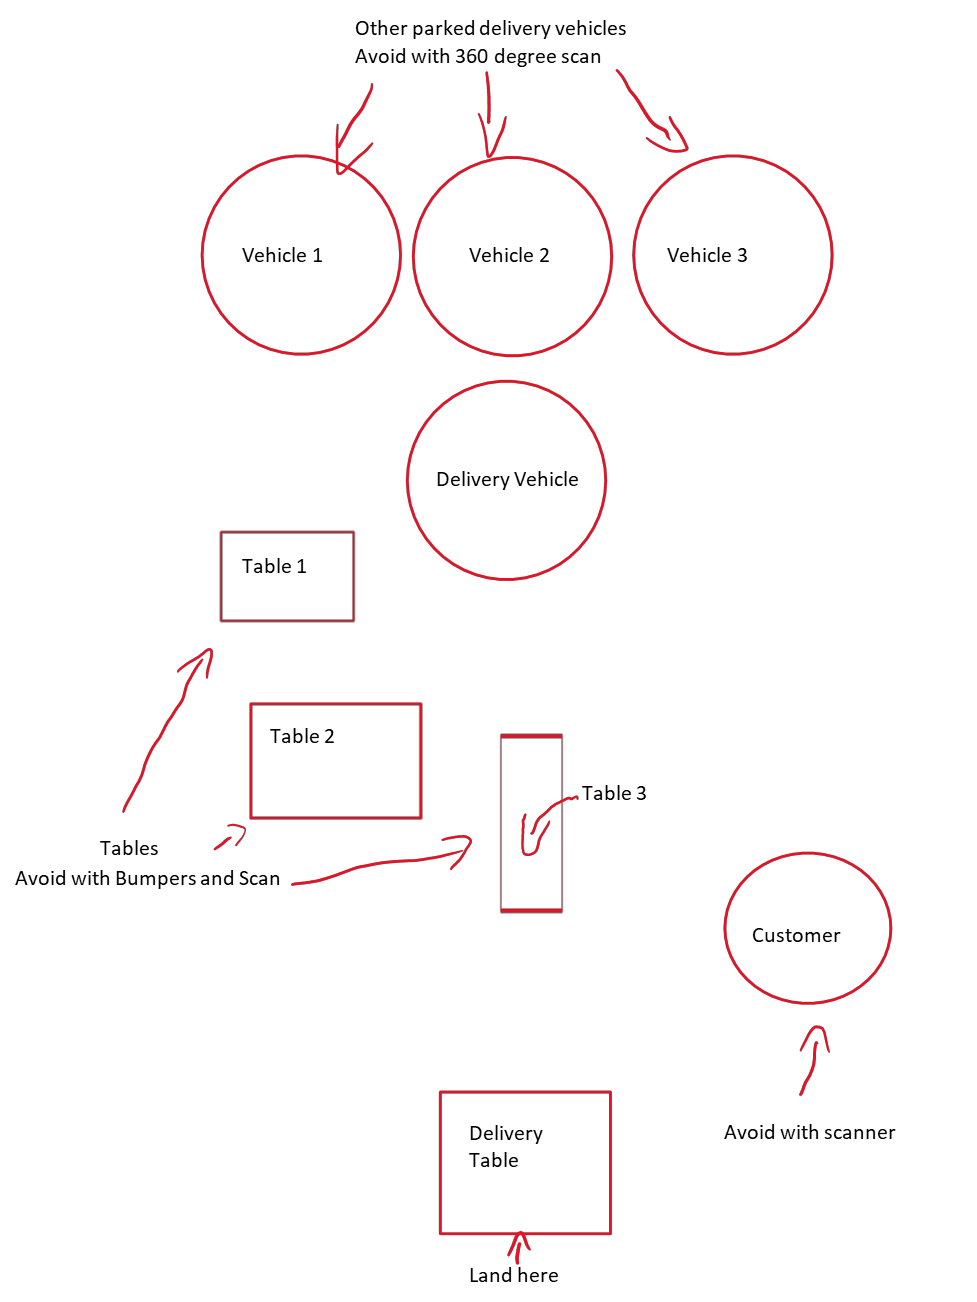 Other parked delivery vehicles
Avoid with 360 degree scan
Vehicle 1
Vehicle 2
Vehicle 3
Delivery Vehicle
Table 1
Table 2
Table 3
Tables
Avoid with Bumpers and Scan
Customer
Avoid with scanner
Delivery
Table
Land here